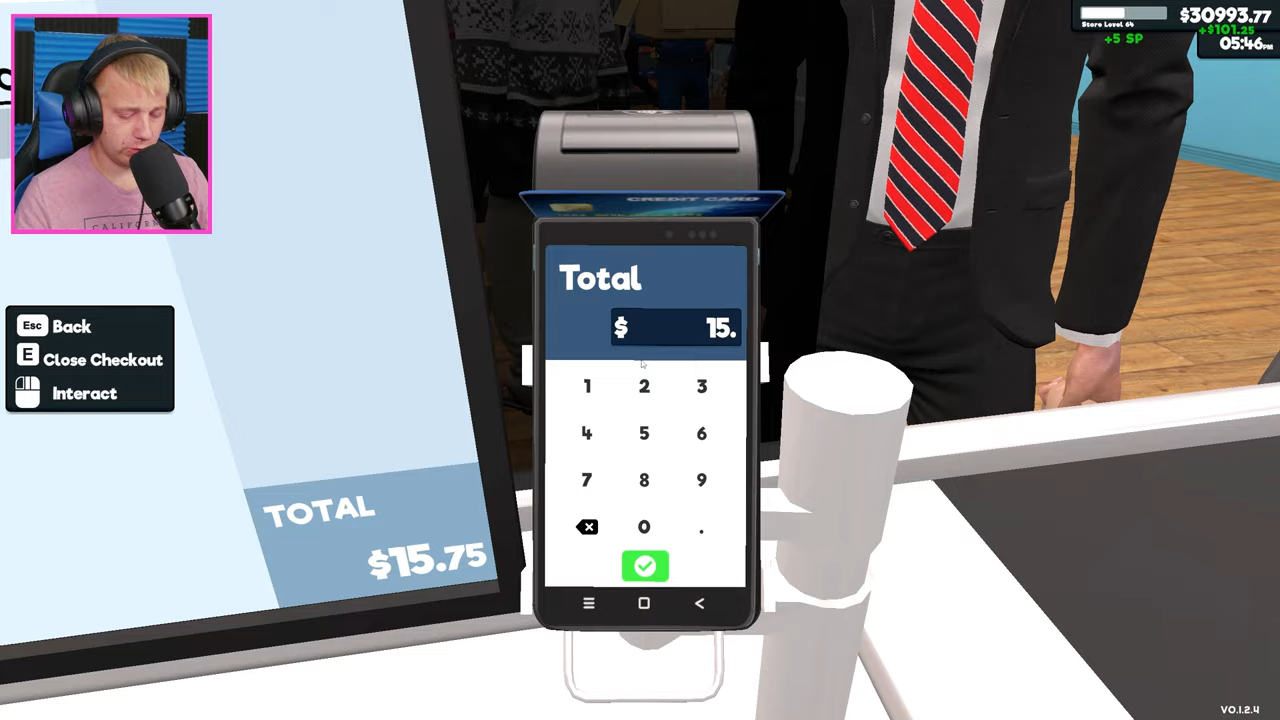 $30993.77
Store Level 64
+$101.25
+5 SP
05:46PM
CREDIT CARD
Total
$ 15.
Esc Back
E Close Checkout
Interact
1 2 3
4 5 6
7 8 9
0 .
TOTAL
$15.75
CALIFORN
V0.1.2.4